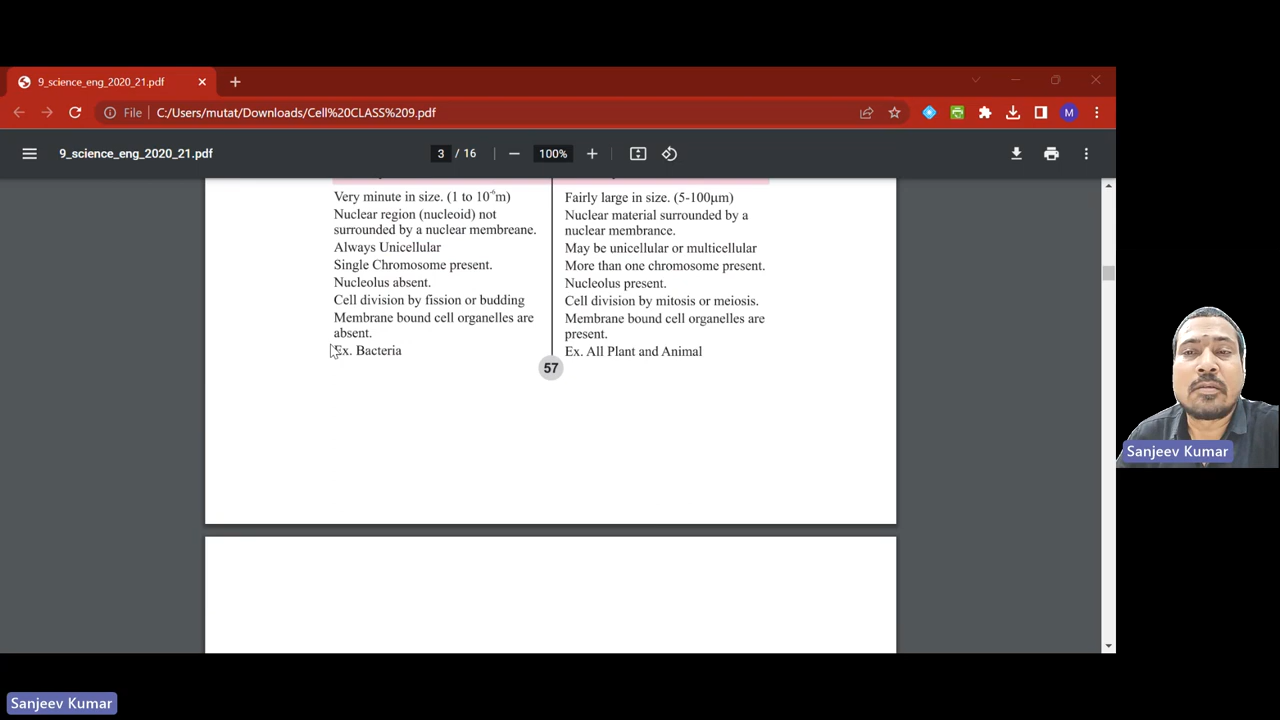 9_science_eng_2020_21.pdf
File
C:/Users/mutat/Downloads/Cell%20CLASS%209.pdf
M
9_science_eng_2020_21.pdf
3 / 16
100%
Very minute in size. (1 to 10⁻⁶m)
Nuclear region (nucleoid) not
surrounded by a nuclear membreane.
Always Unicellular
Single Chromosome present.
Nucleolus absent.
Cell division by fission or budding
Membrane bound cell organelles are
absent.
Ex. Bacteria
Fairly large in size. (5-100μm)
Nuclear material surrounded by a
nuclear membrance.
May be unicellular or multicellular
More than one chromosome present.
Nucleolus present.
Cell division by mitosis or meiosis.
Membrane bound cell organelles are
present.
Ex. All Plant and Animal
57
Sanjeev Kumar
Sanjeev Kumar